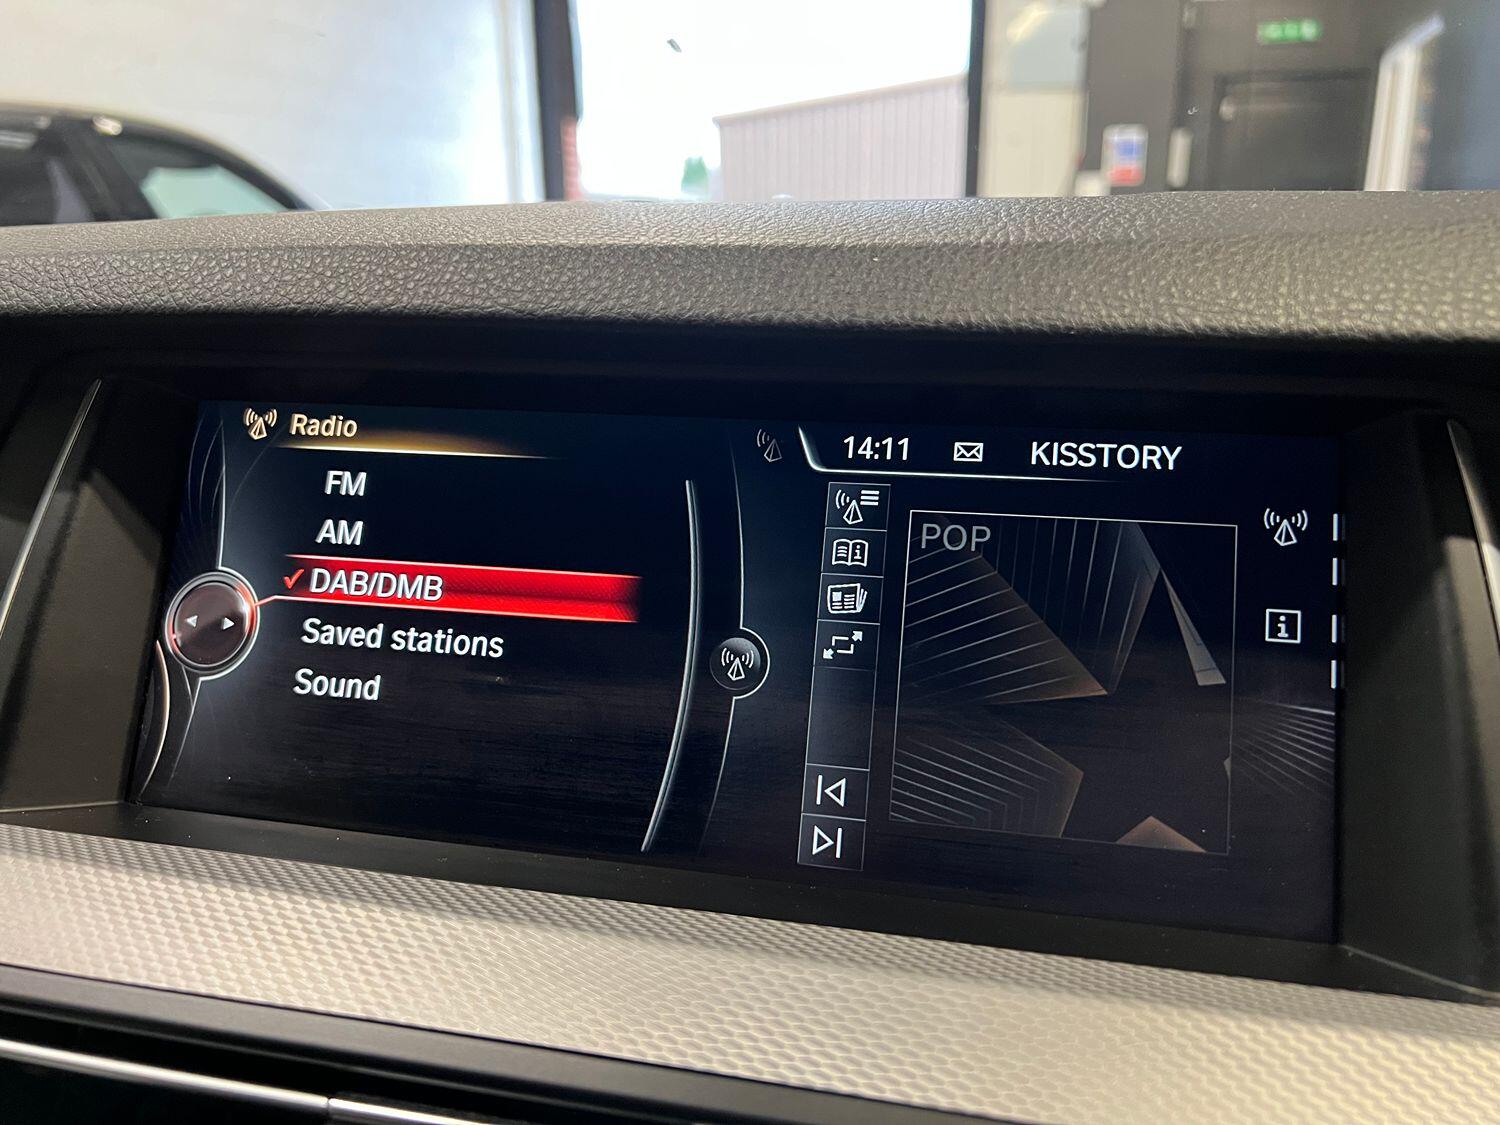 Radio
FM
AM
✓ DAB/DMB
Saved stations
Sound
14:11
KISSTORY
POP